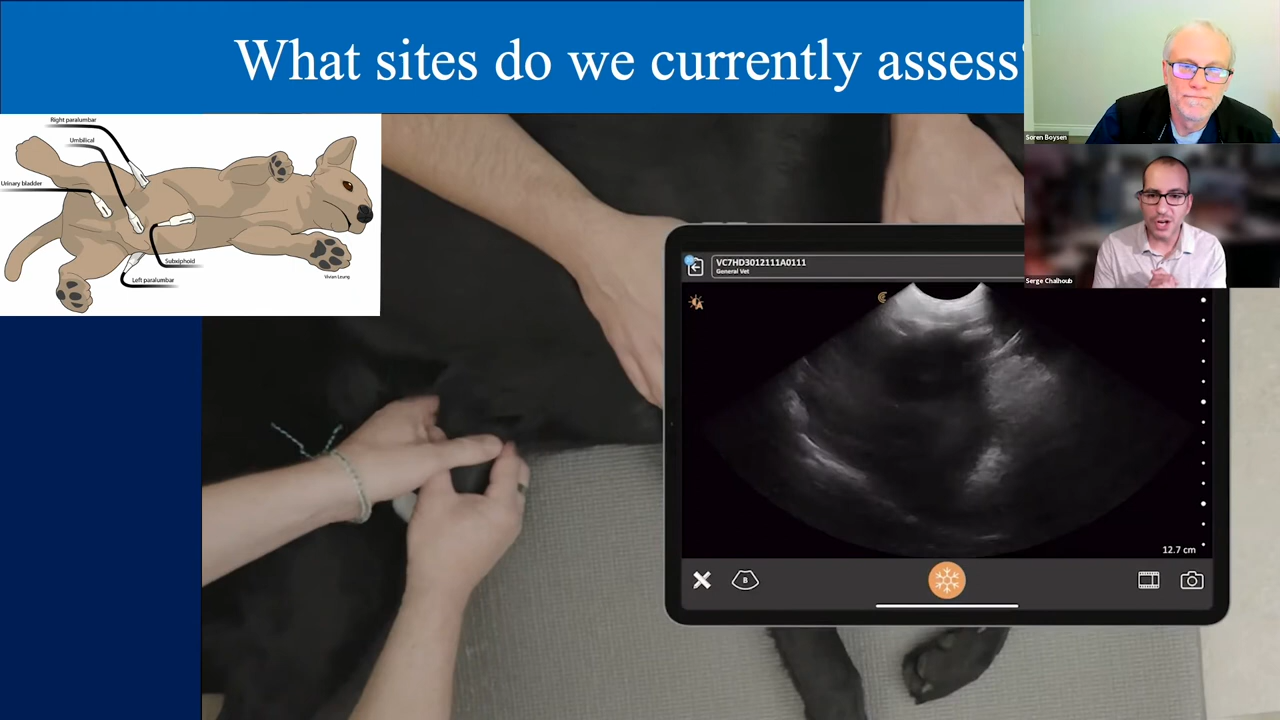 What sites do we currently assess
Right paralumbar
Umbilical
Urinary bladder
Subxiphoid
Left paralumbar
Vivian Leung
VC7HD3012111A0111
General Vet
B
12.7 cm
Soren Boysen
Serge Chalhoub